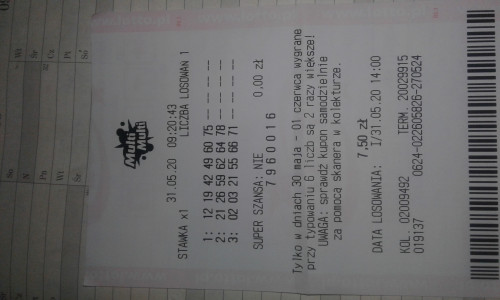 Multi
Multi
31.05.20 09:20:43
STAWKA x1 LICZBA LOSOWAŃ 1
1: 12 19 42 49 60 75 -- -- -- --
2: 21 26 59 62 64 78 -- -- -- --
3: 02 03 21 55 66 71 -- -- -- --
SUPER SZANSA: NIE 0,00 zł
7960016
Tylko w dniach 30 maja - 01 czerwca wygrane
przy typowaniu 6 liczb są 2 razy większe!
UWAGA: sprawdź kupon samodzielnie
za pomocą skanera w kolekturze.
7,50 zł
DATA LOSOWANIA: I/31.05.20 14:00
KOL. 02009492 TERM. 20029915
019137 0624-022605826-270524